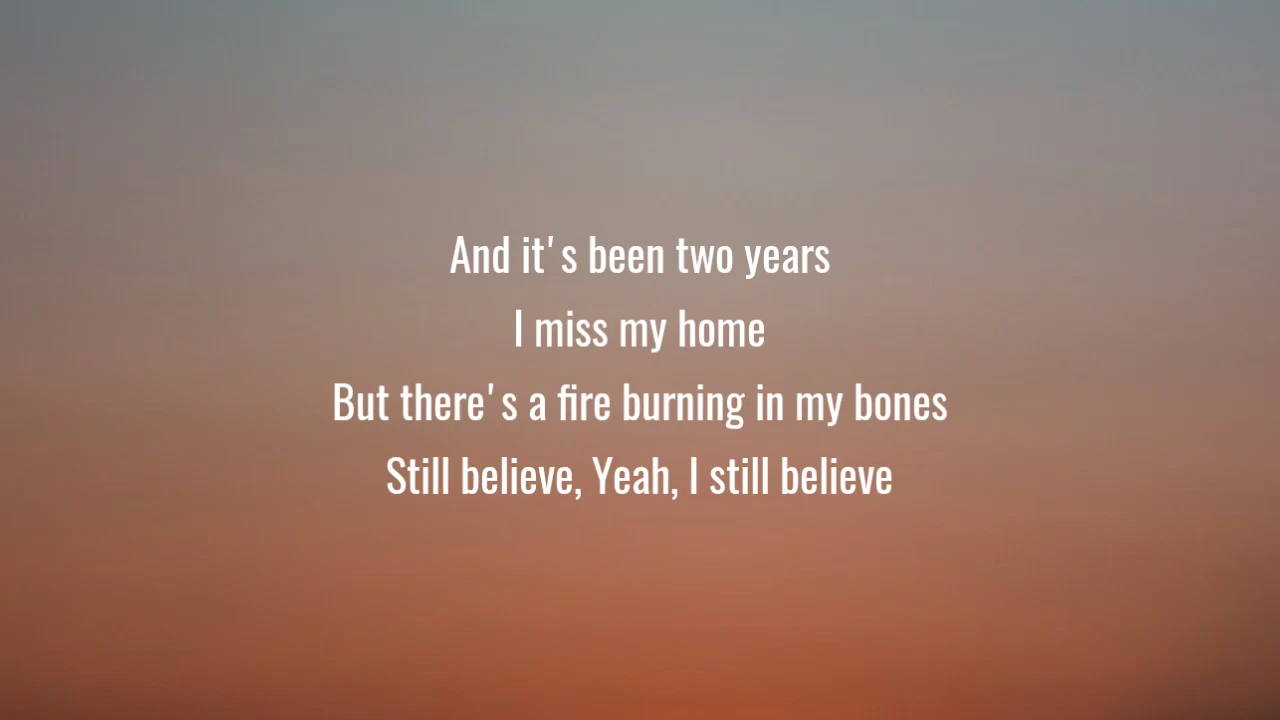 And it's been two years
I miss my home
But there's a fire burning in my bones
Still believe, Yeah, I still believe